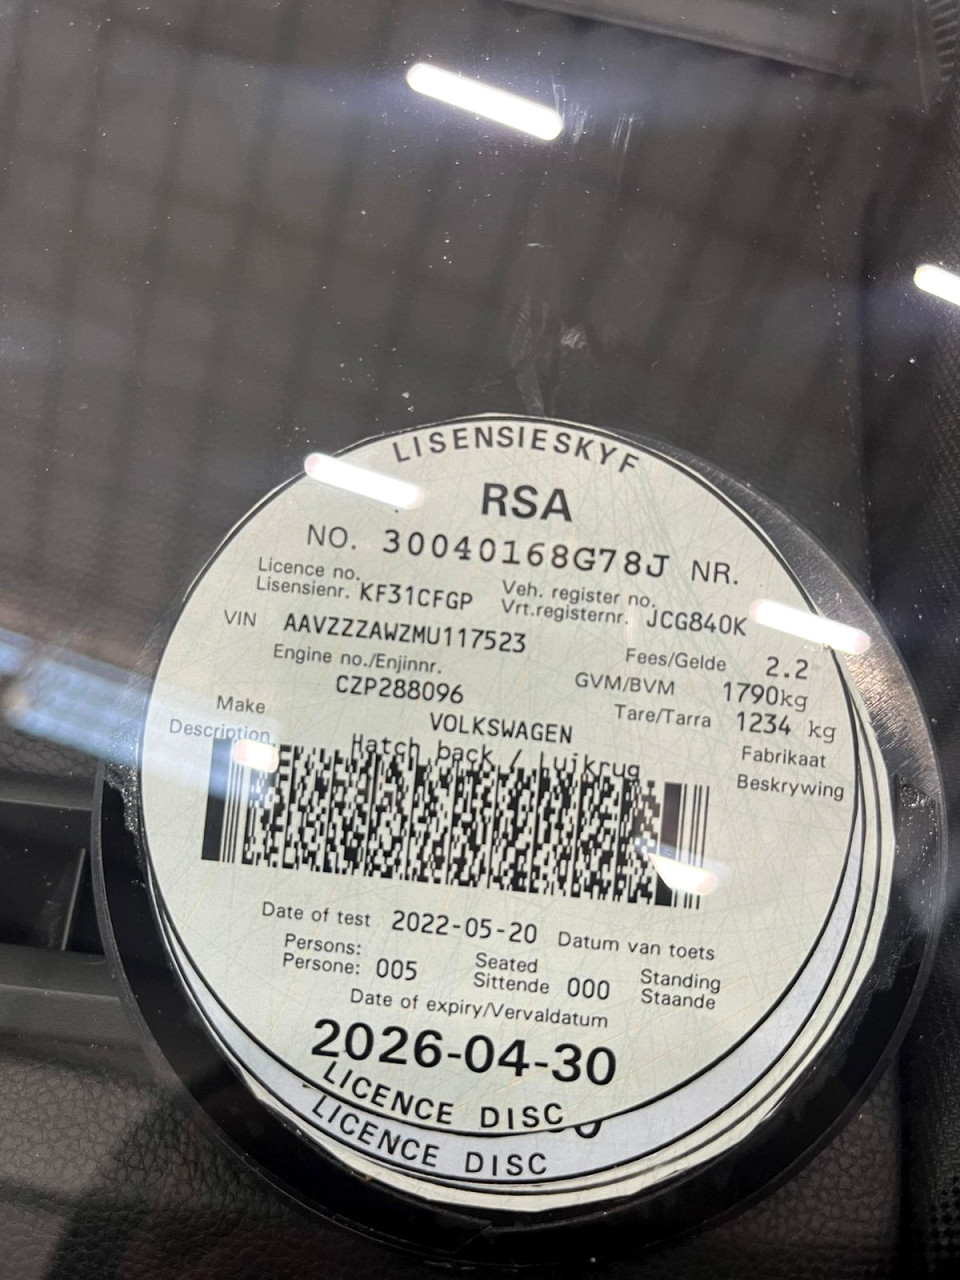 LISENSIESKYF
RSA
NO. 30040168G78J NR.
Licence no. Veh. register no.
Lisensienr. KF31CFGP Vrt.registernr. JCG840K
VIN AAVZZZAWZMU117523
Fees/Gelde 2.2
Engine no./Enjinnr. GVM/BVM 1790kg
CZP288096 Tare/Tarra 1234 kg
Make VOLKSWAGEN Fabrikaat
Description Hatch back / Luikrug Beskrywing
Date of test 2022-05-20 Datum van toets
Persons: Seated Standing
Persone: 005 Sittende 000 Staande
Date of expiry/Vervaldatum
2026-04-30
LICENCE DISC
LICENCE DISC